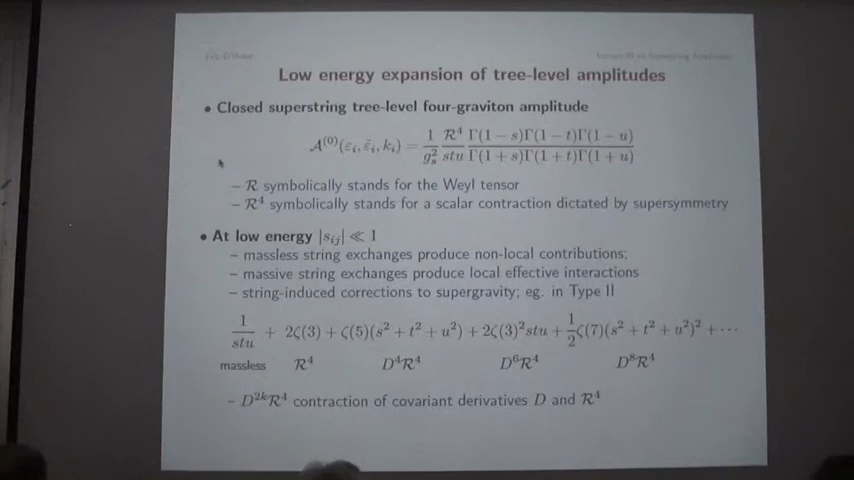 Low energy expansion of tree-level amplitudes
• Closed superstring tree-level four-graviton amplitude
𝒜⁽⁰⁾(εᵢ, ε̄ᵢ, kᵢ) = 1/gₛ² ℛ⁴/stu Γ(1 − s)Γ(1 − t)Γ(1 − u)/Γ(1 + s)Γ(1 + t)Γ(1 + u)
– ℛ symbolically stands for the Weyl tensor
– ℛ⁴ symbolically stands for a scalar contraction dictated by supersymmetry
• At low energy |sᵢⱼ| ≪ 1
– massless string exchanges produce non-local contributions;
– massive string exchanges produce local effective interactions
– string-induced corrections to supergravity; eg. in Type II
1/stu + 2ζ(3) + ζ(5)(s² + t² + u²) + 2ζ(3)²stu + 1/2 ζ(7)(s² + t² + u²)² + ···
massless ℛ⁴ D⁴ℛ⁴ D⁶ℛ⁴ D⁸ℛ⁴
– D²ᵏℛ⁴ contraction of covariant derivatives D and ℛ⁴